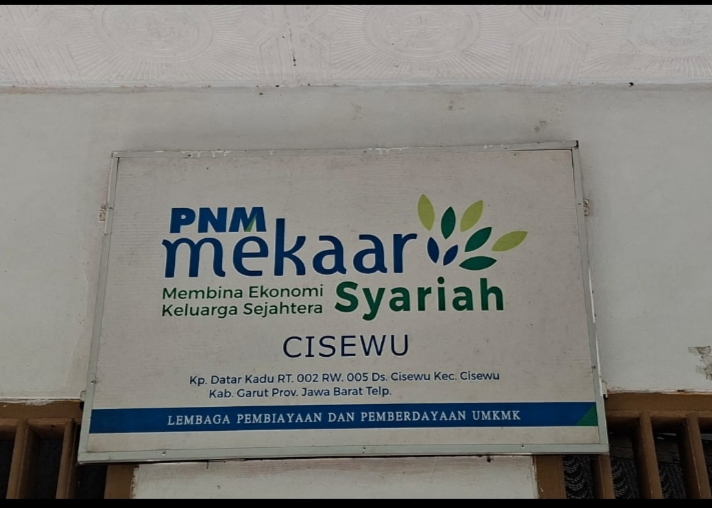 PNM
mekaar
Membina Ekonomi
Keluarga Sejahtera
Syariah
CISEWU
Kp. Datar Kadu RT. 002 RW. 005 Ds. Cisewu Kec. Cisewu
Kab. Garut Prov. Jawa Barat Telp.
LEMBAGA PEMBIAYAAN DAN PEMBERDAYAAN UMKMK